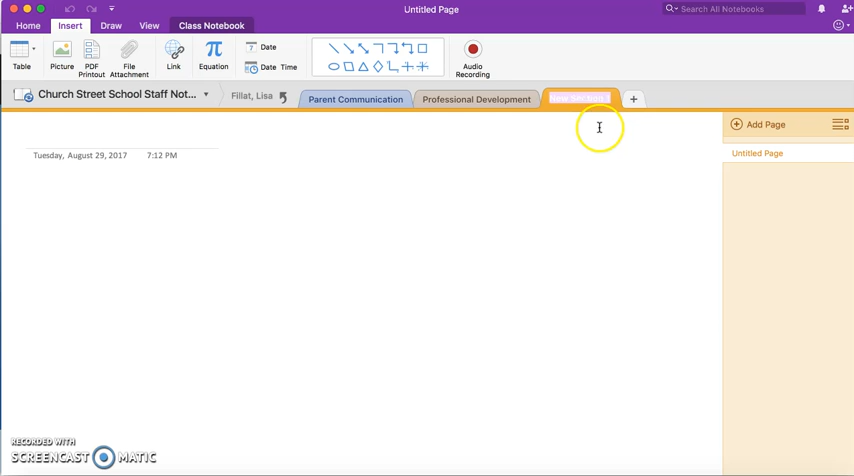 Untitled Page
Search All Notebooks
Home Insert Draw View Class Notebook
Table
Picture
PDF
Printout
File
Attachment
Link
Equation
Date
Date Time
Audio
Recording
Church Street School Staff Not...
Fillat, Lisa
Parent Communication
Professional Development
New Section 1
Add Page
Untitled Page
Tuesday, August 29, 2017 7:12 PM
RECORDED WITH
SCREENCAST MATIC